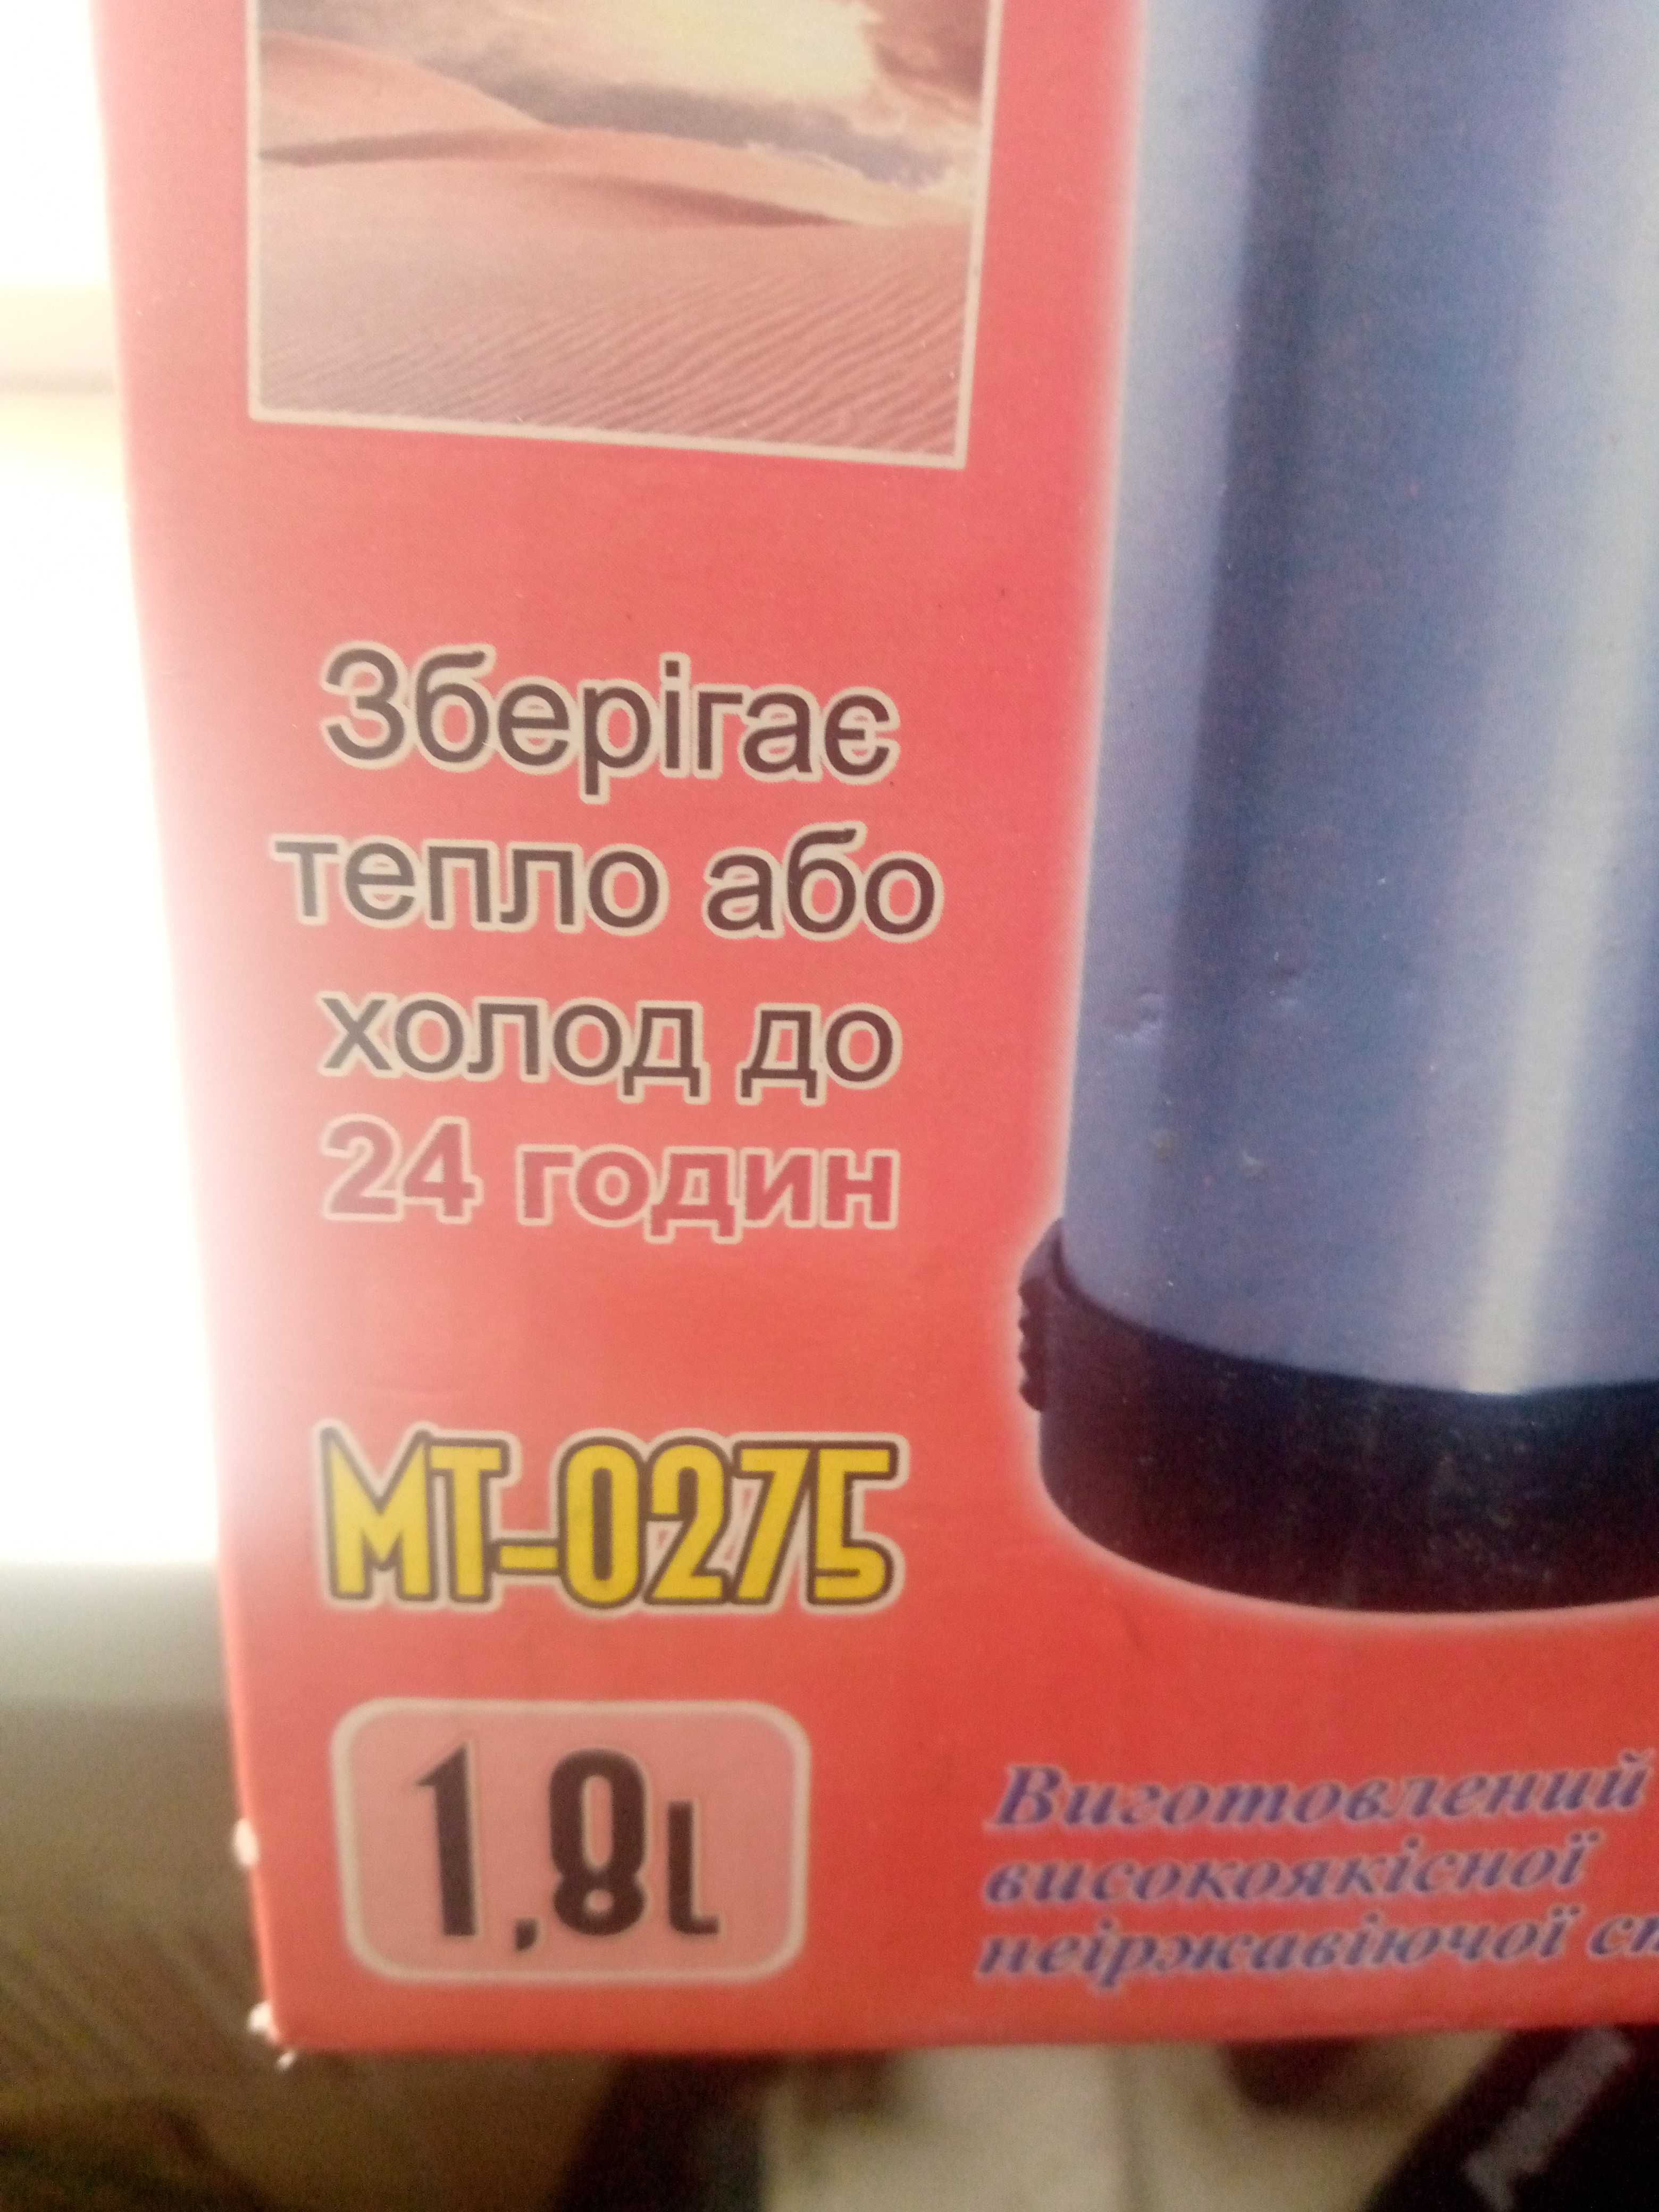 Зберігає
тепло або
холод до
24 годин
МТ-0275
1,8L
Виготовлений
високоякісної
неіржавіючої